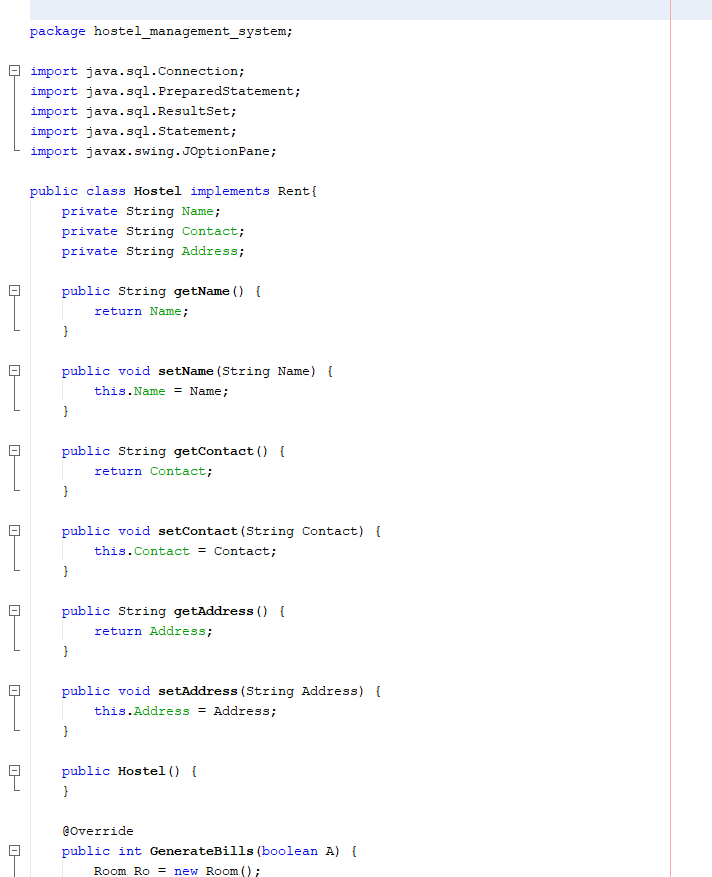 package hostel_management_system;
import java.sql.Connection;
import java.sql.PreparedStatement;
import java.sql.ResultSet;
import java.sql.Statement;
import javax.swing.JOptionPane;
public class Hostel implements Rent{
    private String Name;
    private String Contact;
    private String Address;
    public String getName() {
        return Name;
    }
    public void setName(String Name) {
        this.Name = Name;
    }
    public String getContact() {
        return Contact;
    }
    public void setContact(String Contact) {
        this.Contact = Contact;
    }
    public String getAddress() {
        return Address;
    }
    public void setAddress(String Address) {
        this.Address = Address;
    }
    public Hostel() {
    }
    @Override
    public int GenerateBills(boolean A) {
        Room Ro = new Room();